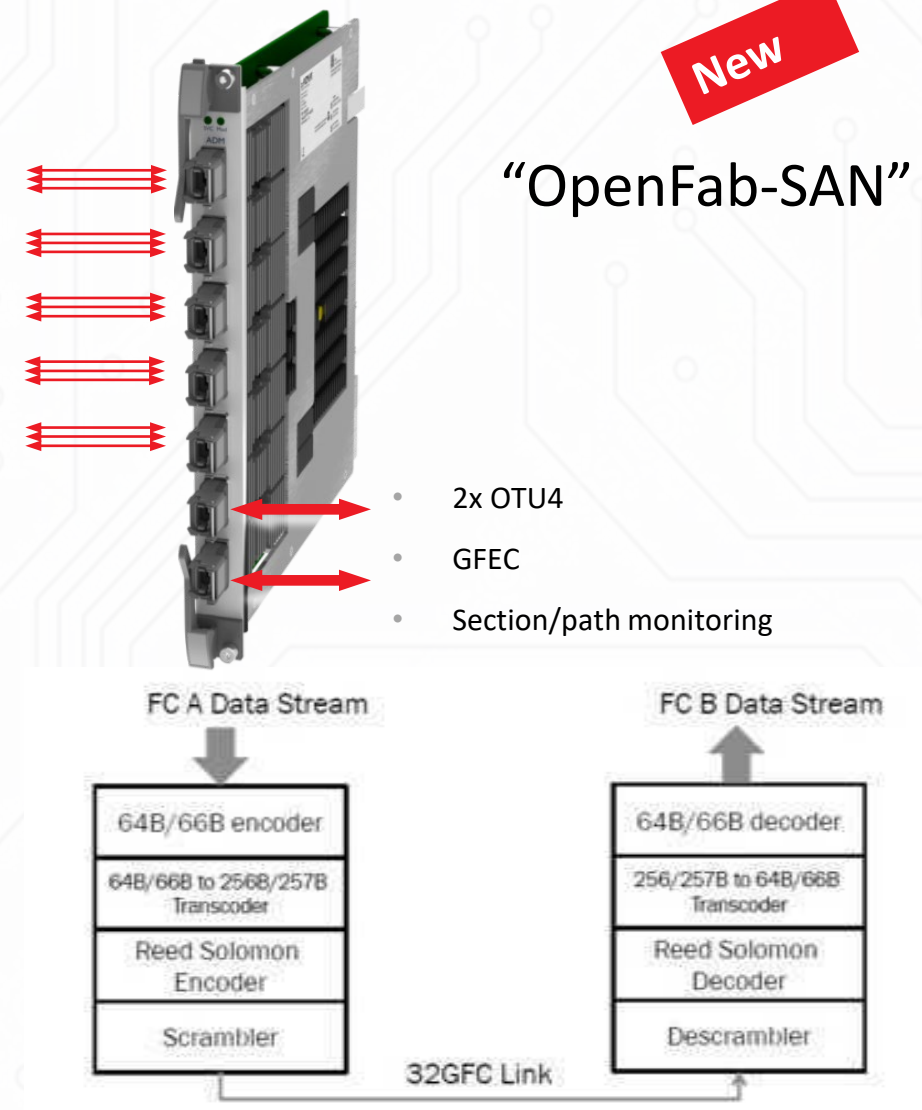 New
“OpenFab-SAN”
ADM
• 2x OTU4
• GFEC
• Section/path monitoring
FC A Data Stream
FC B Data Stream
64B/66B encoder
64B/66B to 256B/257B
Transcoder
Reed Solomon
Encoder
Scrambler
64B/66B decoder
256/257B to 64B/66B
Transcoder
Reed Solomon
Decoder
Descrambler
32GFC Link